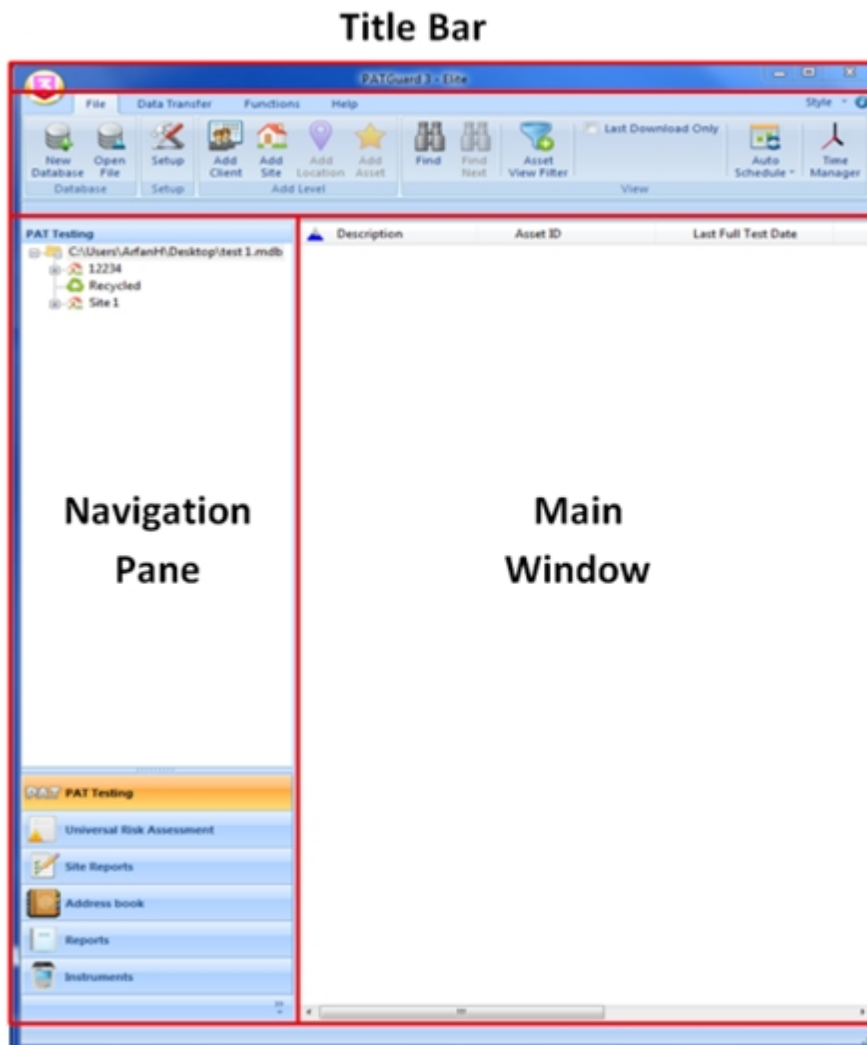 Title Bar
PATGuard 3 - Elite
File Data Transfer Functions Help Style
New Database Open File Setup Add Client Add Site Add Location Add Asset Find Find Next Asset View Filter Last Download Only Auto Schedule Time Manager
Database Setup Add Level View
PAT Testing Description Asset ID Last Full Test Date
C:\Users\ArfanH\Desktop\test 1.mdb
12234
Recycled
Site 1
Navigation
Pane
Main
Window
PAT PAT Testing
Universal Risk Assessment
Site Reports
Address book
Reports
Instruments